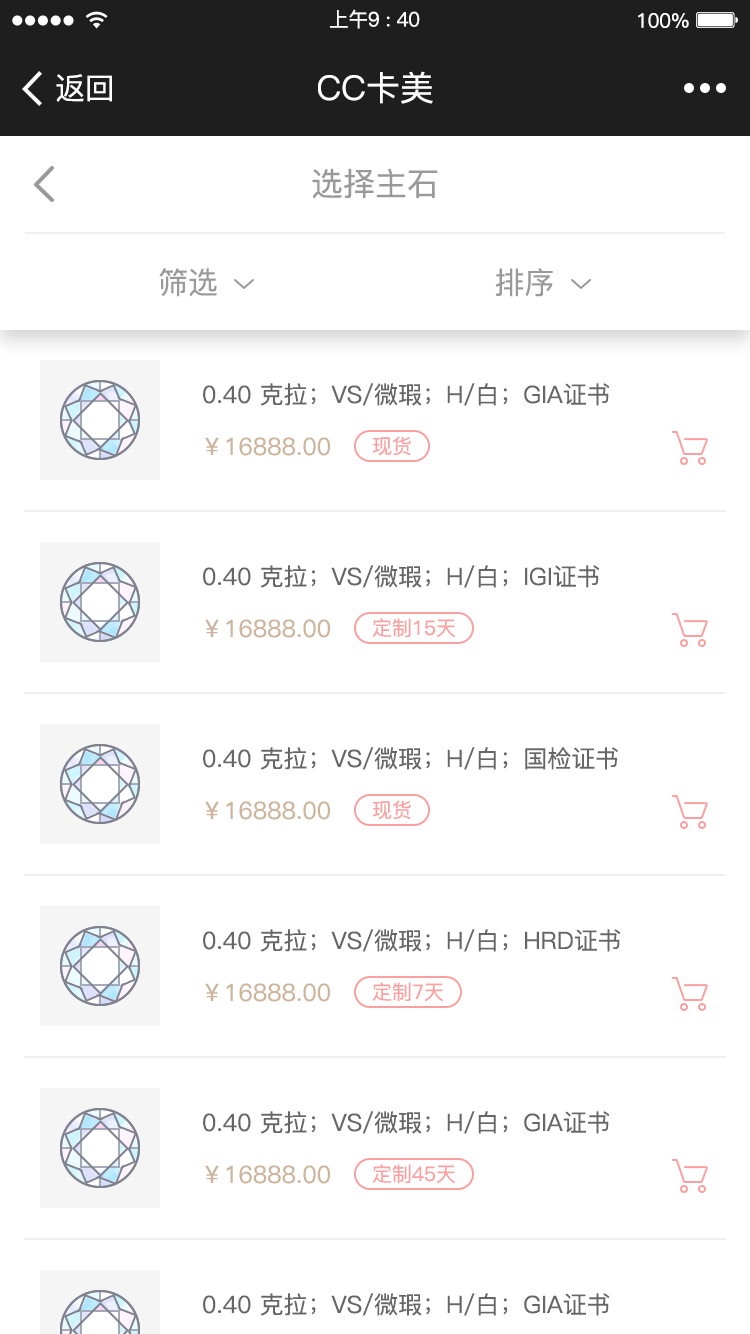 上午9 : 40
100%
返回
CC卡美
选择主石
筛选
排序
0.40 克拉；VS/微瑕；H/白；GIA证书
￥16888.00 现货
0.40 克拉；VS/微瑕；H/白；IGI证书
￥16888.00 定制15天
0.40 克拉；VS/微瑕；H/白；国检证书
￥16888.00 现货
0.40 克拉；VS/微瑕；H/白；HRD证书
￥16888.00 定制7天
0.40 克拉；VS/微瑕；H/白；GIA证书
￥16888.00 定制45天
0.40 克拉；VS/微瑕；H/白；GIA证书